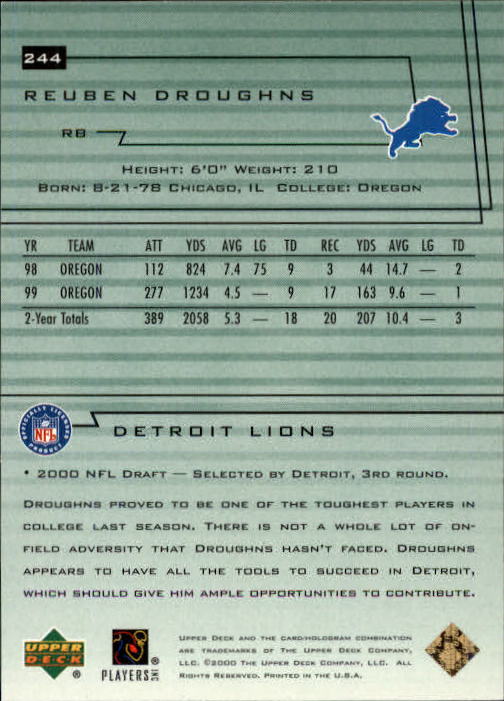 244
REUBEN DROUGHNS
RB
HEIGHT: 6'0" WEIGHT: 210
BORN: 8-21-78 CHICAGO, IL COLLEGE: OREGON
YR TEAM ATT YDS AVG LG TD REC YDS AVG LG TD
98 OREGON 112 824 7.4 75 9 3 44 14.7 — 2
99 OREGON 277 1234 4.5 — 9 17 163 9.6 — 1
2-Year Totals 389 2058 5.3 — 18 20 207 10.4 — 3
OFFICIALLY LICENSED
NFL
PRODUCT
DETROIT LIONS
• 2000 NFL DRAFT — SELECTED BY DETROIT, 3RD ROUND.
DROUGHNS PROVED TO BE ONE OF THE TOUGHEST PLAYERS IN
COLLEGE LAST SEASON. THERE IS NOT A WHOLE LOT OF ON-
FIELD ADVERSITY THAT DROUGHNS HASN'T FACED. DROUGHNS
APPEARS TO HAVE ALL THE TOOLS TO SUCCEED IN DETROIT,
WHICH SHOULD GIVE HIM AMPLE OPPORTUNITIES TO CONTRIBUTE.
UPPER
DECK
®
PLAYERS INC
®
UPPER DECK AND THE CARD/HOLOGRAM COMBINATION
ARE TRADEMARKS OF THE UPPER DECK COMPANY,
LLC. ©2000 THE UPPER DECK COMPANY, LLC. ALL
RIGHTS RESERVED. PRINTED IN THE U.S.A.